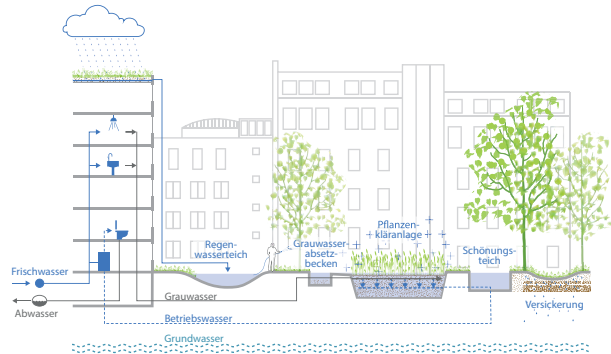 Pflanzen-
kläranlage
Regen-
wasserteich
Grauwasser-
absetz-
becken
Schönungs-
teich
Frischwasser
Abwasser
Grauwasser
Versickerung
Betriebswasser
Grundwasser